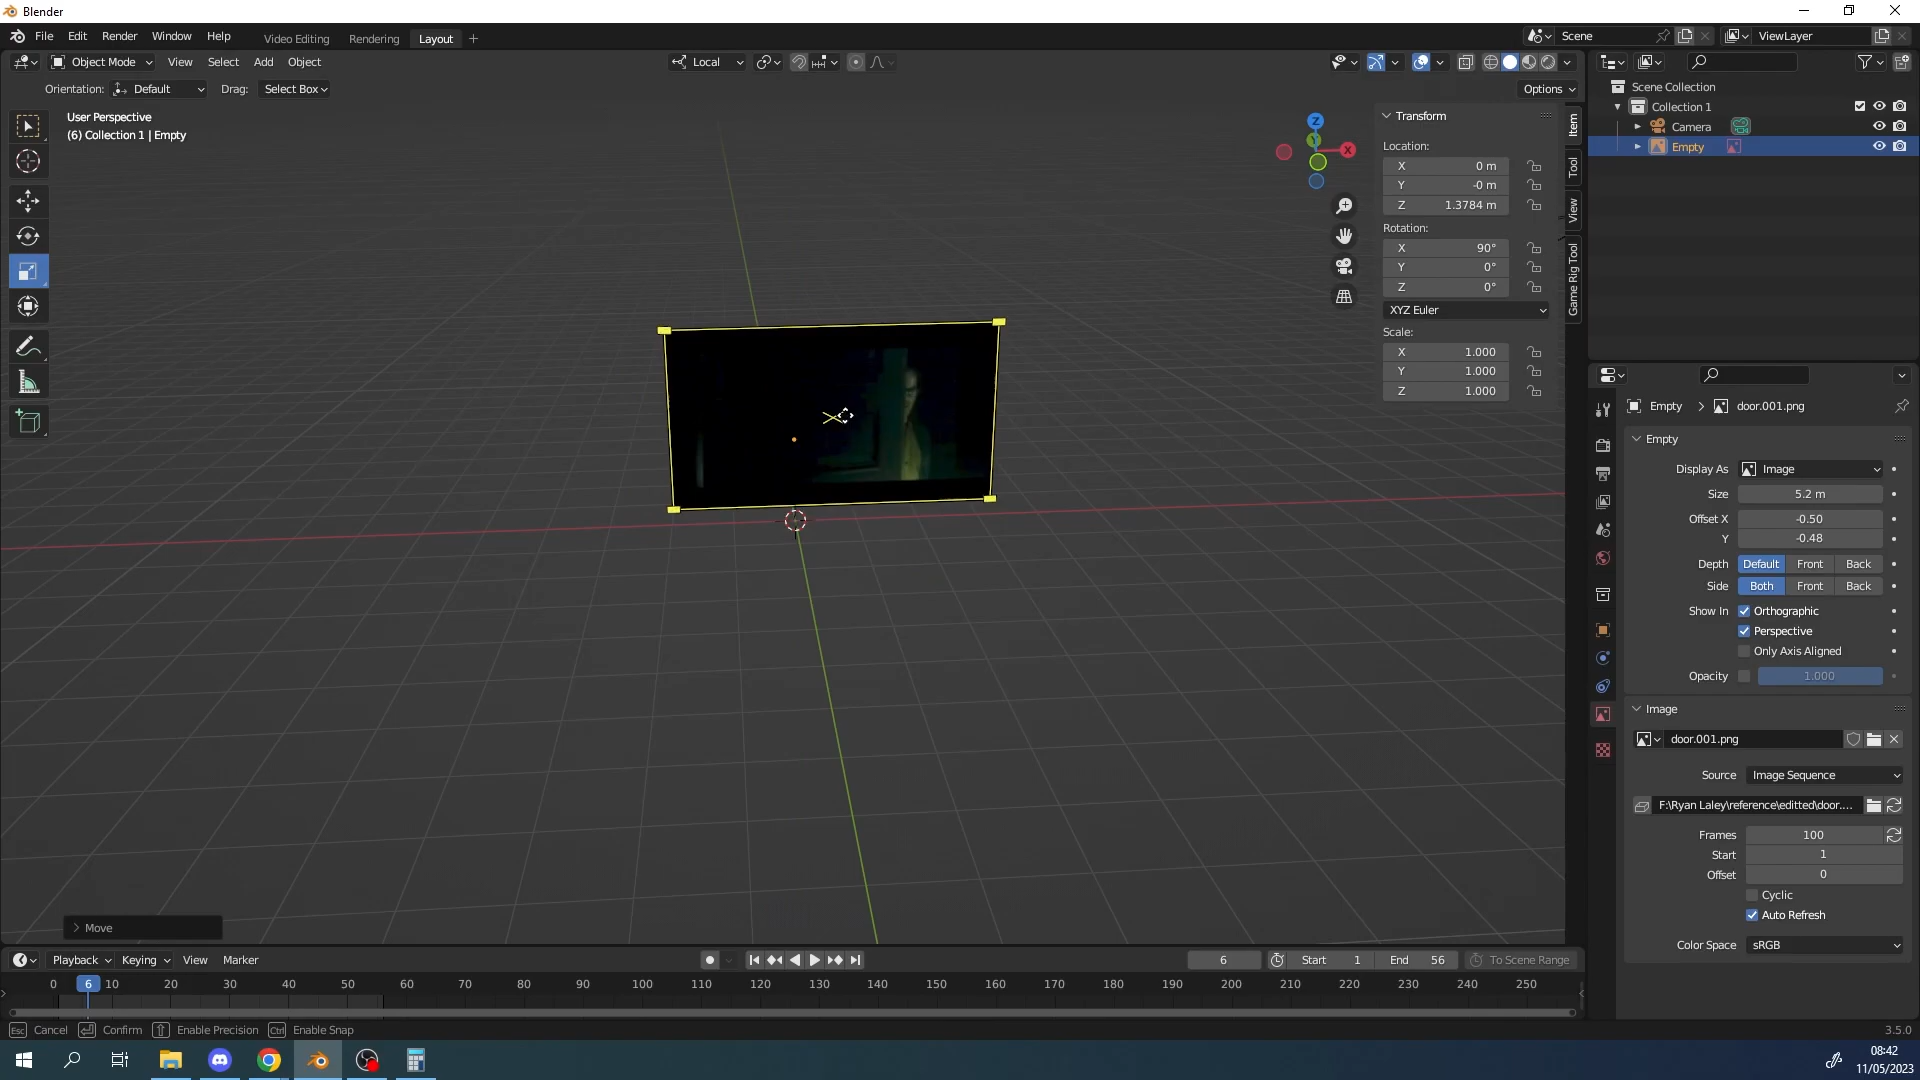 Blender
File Edit Render Window Help
Video Editing Rendering Layout +
Scene
ViewLayer
Object Mode View Select Add Object
Local
Orientation: Default Drag: Select Box
Options
User Perspective
(6) Collection 1 | Empty
Z
X
Transform
Location:
X 0 m
Y -0 m
Z 1.3784 m
Rotation:
X 90°
Y 0°
Z 0°
XYZ Euler
Scale:
X 1.000
Y 1.000
Z 1.000
Item
Tool
View
Game Rig Tool
Scene Collection
Collection 1
Camera
Empty
Empty > door.001.png
Empty
Display As Image
Size 5.2 m
Offset X -0.50
Y -0.48
Depth Default Front Back
Side Both Front Back
Show In Orthographic
Perspective
Only Axis Aligned
Opacity 1.000
Image
door.001.png
Source Image Sequence
F:\Ryan Laley\reference\editted\door....
Frames 100
Start 1
Offset 0
Cyclic
Auto Refresh
Color Space sRGB
> Move
Playback Keying View Marker
6
Start 1 End 56
To Scene Range
0 6 10 20 30 40 50 60 70 80 90 100 110 120 130 140 150 160 170 180 190 200 210 220 230 240 250
Esc Cancel Confirm Enable Precision Ctrl Enable Snap
3.5.0
08:42
11/05/2023